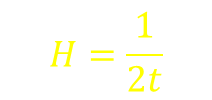 H = 1/2t